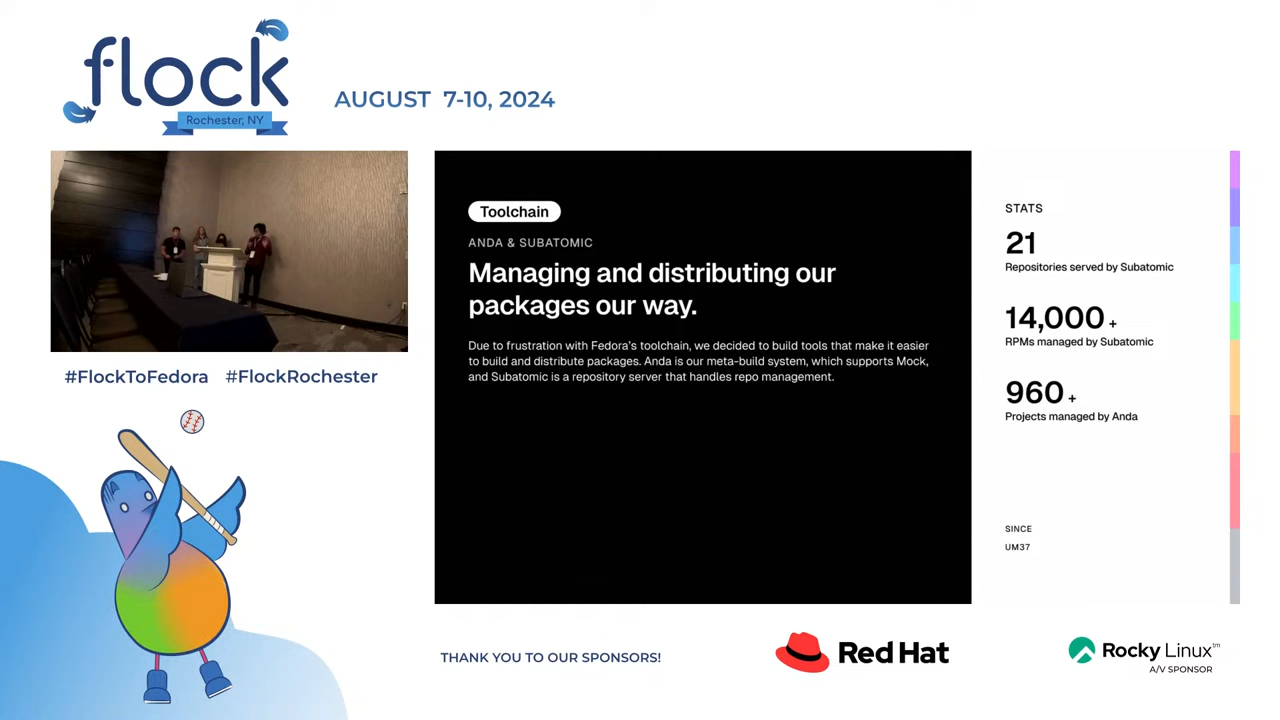 flock
Rochester, NY
AUGUST 7-10, 2024
Toolchain
ANDA & SUBATOMIC
Managing and distributing our
packages our way.
Due to frustration with Fedora's toolchain, we decided to build tools that make it easier
to build and distribute packages. Anda is our meta-build system, which supports Mock,
and Subatomic is a repository server that handles repo management.
STATS
21
Repositories served by Subatomic
14,000 +
RPMs managed by Subatomic
960 +
Projects managed by Anda
SINCE
UM37
#FlockToFedora #FlockRochester
THANK YOU TO OUR SPONSORS!
Red Hat
Rocky Linux™
A/V SPONSOR